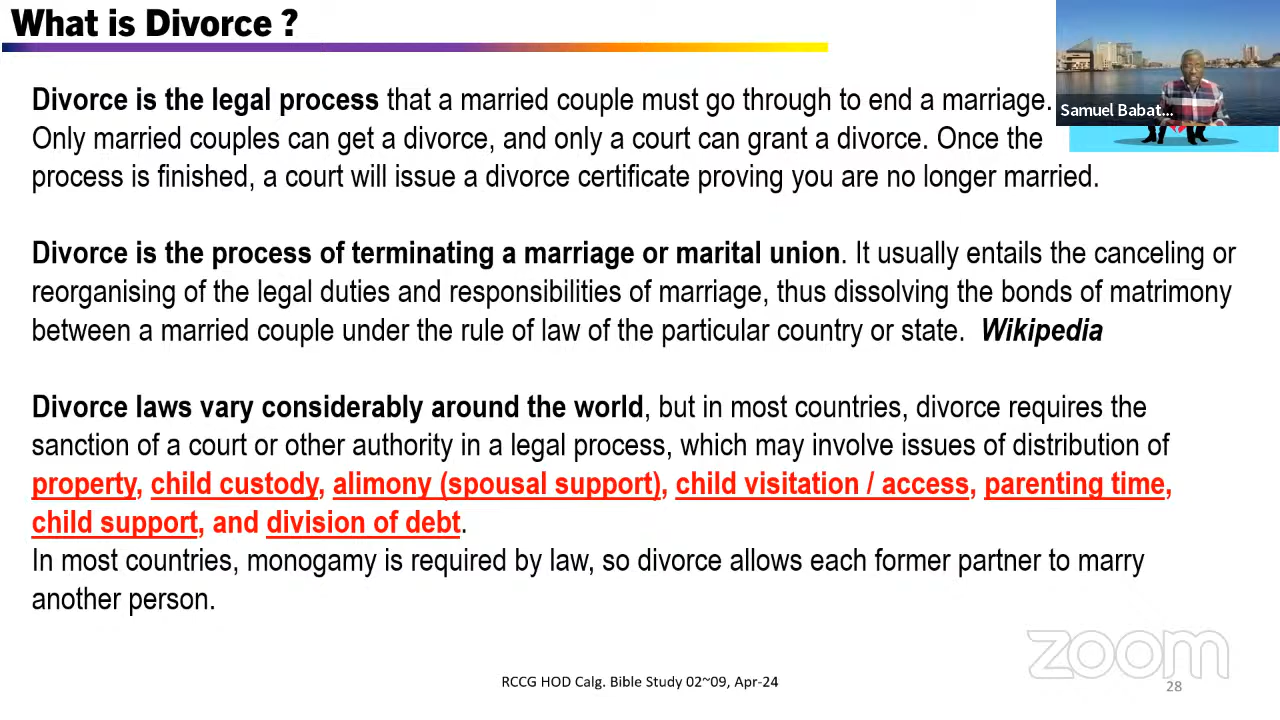 What is Divorce ?
Divorce is the legal process that a married couple must go through to end a marriage.
Only married couples can get a divorce, and only a court can grant a divorce. Once the
process is finished, a court will issue a divorce certificate proving you are no longer married.
Samuel Babat...
Divorce is the process of terminating a marriage or marital union. It usually entails the canceling or
reorganising of the legal duties and responsibilities of marriage, thus dissolving the bonds of matrimony
between a married couple under the rule of law of the particular country or state. Wikipedia
Divorce laws vary considerably around the world, but in most countries, divorce requires the
sanction of a court or other authority in a legal process, which may involve issues of distribution of
property, child custody, alimony (spousal support), child visitation / access, parenting time,
child support, and division of debt.
In most countries, monogamy is required by law, so divorce allows each former partner to marry
another person.
zoom
RCCG HOD Calg. Bible Study 02~09, Apr-24
28